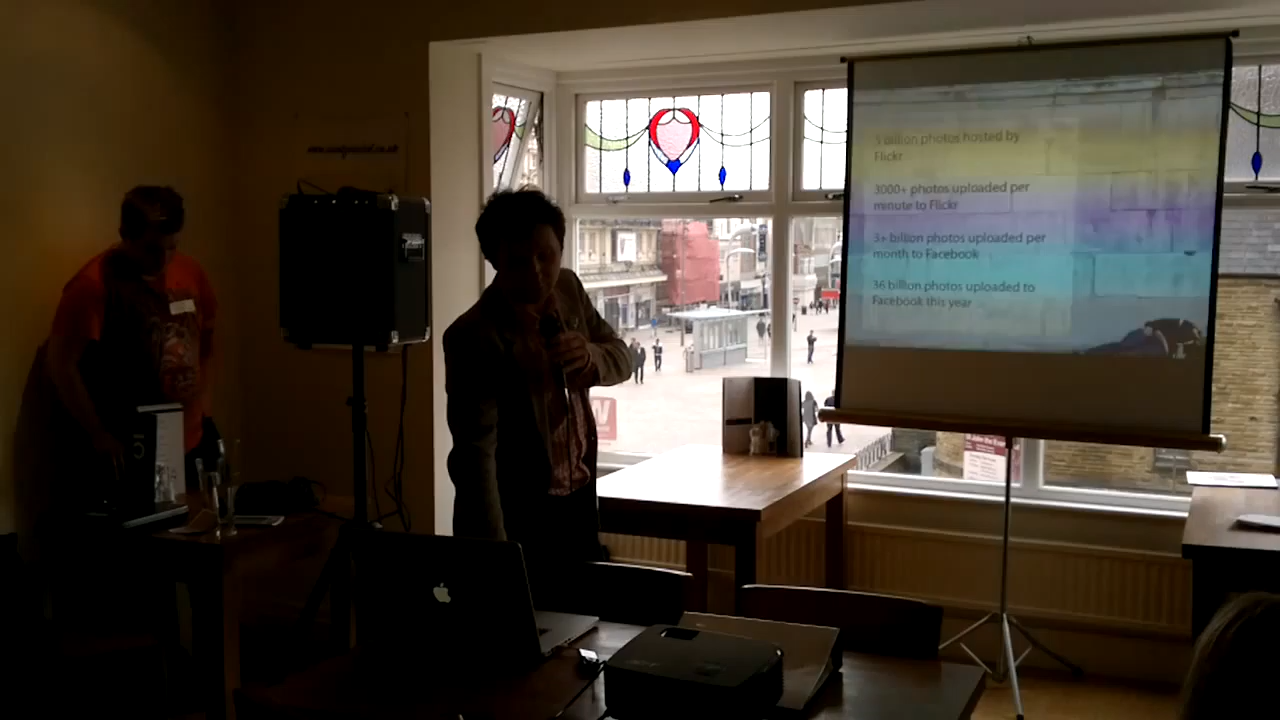 5 billion photos hosted by
Flickr
3000+ photos uploaded per
minute to Flickr
3+ billion photos uploaded per
month to Facebook
36 billion photos uploaded to
Facebook this year